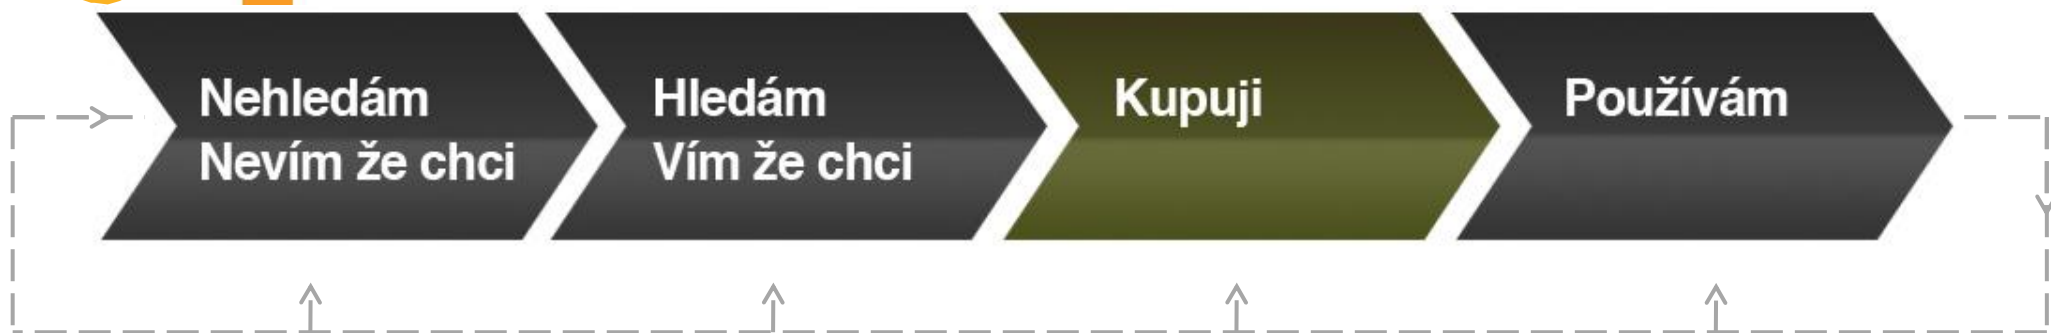 Nehledám
Nevím že chci
Hledám
Vím že chci
Kupuji
Používám